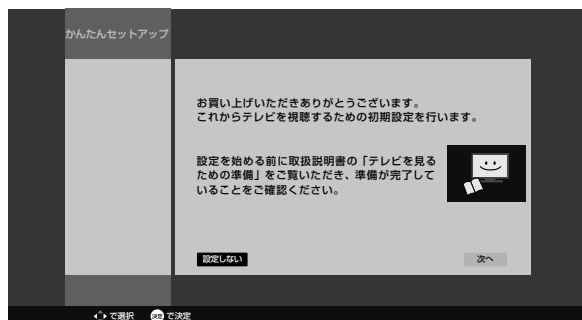 かんたんセットアップ
お買い上げいただきありがとうございます。
これからテレビを視聴するための初期設定を行います。
設定を始める前に取扱説明書の「テレビを見る
ための準備」をご覧いただき、準備が完了して
いることをご確認ください。
設定しない
次へ
で選択 決定 で決定